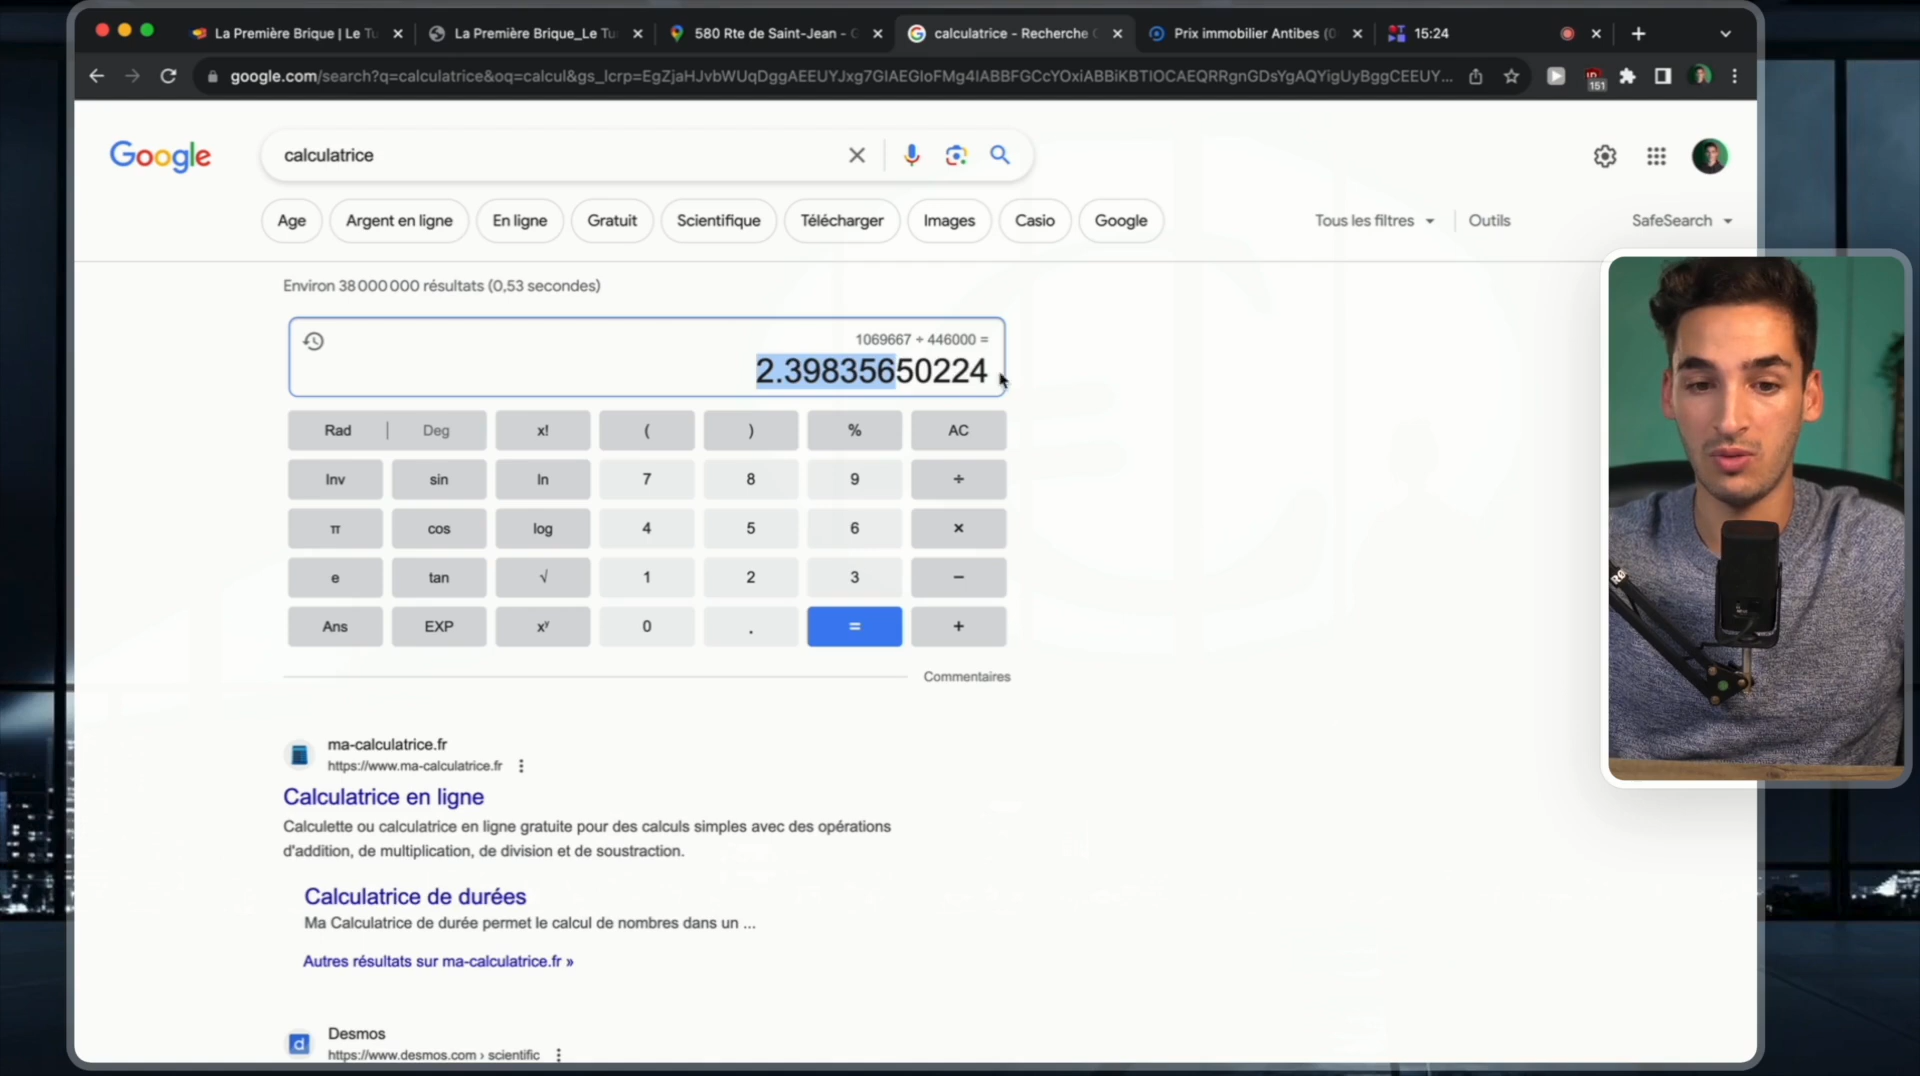 La Première Brique | Le Tu
La Première Brique_Le Tu
580 Rte de Saint-Jean - G
calculatrice - Recherche G
Prix immobilier Antibes (0
15:24
google.com/search?q=calculatrice&oq=calcul&gs_lcrp=EgZjaHJvbWUqDggAEEUYJxg7GIAEGIoFMg4IABBFGCcYOxiABBiKBTIOCAEQRRgnGDsYgAQYigUyBggCEEUY...
151
Google
calculatrice
Age
Argent en ligne
En ligne
Gratuit
Scientifique
Télécharger
Images
Casio
Google
Tous les filtres
Outils
SafeSearch
Environ 38 000 000 résultats (0,53 secondes)
1069667 ÷ 446000 =
2.39835650224
Rad | Deg x! ( ) % AC
Inv sin ln 7 8 9 ÷
π cos log 4 5 6 ×
e tan √ 1 2 3 −
Ans EXP xʸ 0 . = +
Commentaires
ma-calculatrice.fr
https://www.ma-calculatrice.fr
Calculatrice en ligne
Calculette ou calculatrice en ligne gratuite pour des calculs simples avec des opérations
d'addition, de multiplication, de division et de soustraction.
Calculatrice de durées
Ma Calculatrice de durée permet le calcul de nombres dans un ...
Autres résultats sur ma-calculatrice.fr »
d
Desmos
https://www.desmos.com › scientific